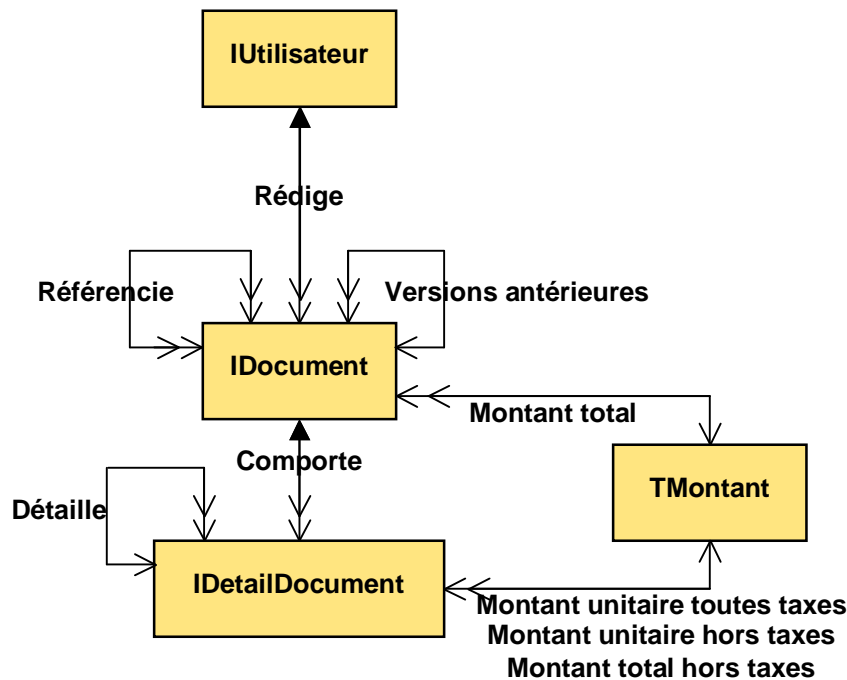 IUtilisateur
Rédige
Référencie
Versions antérieures
IDocument
Montant total
Comporte
TMontant
Détaille
IDetailDocument
Montant unitaire toutes taxes
Montant unitaire hors taxes
Montant total hors taxes